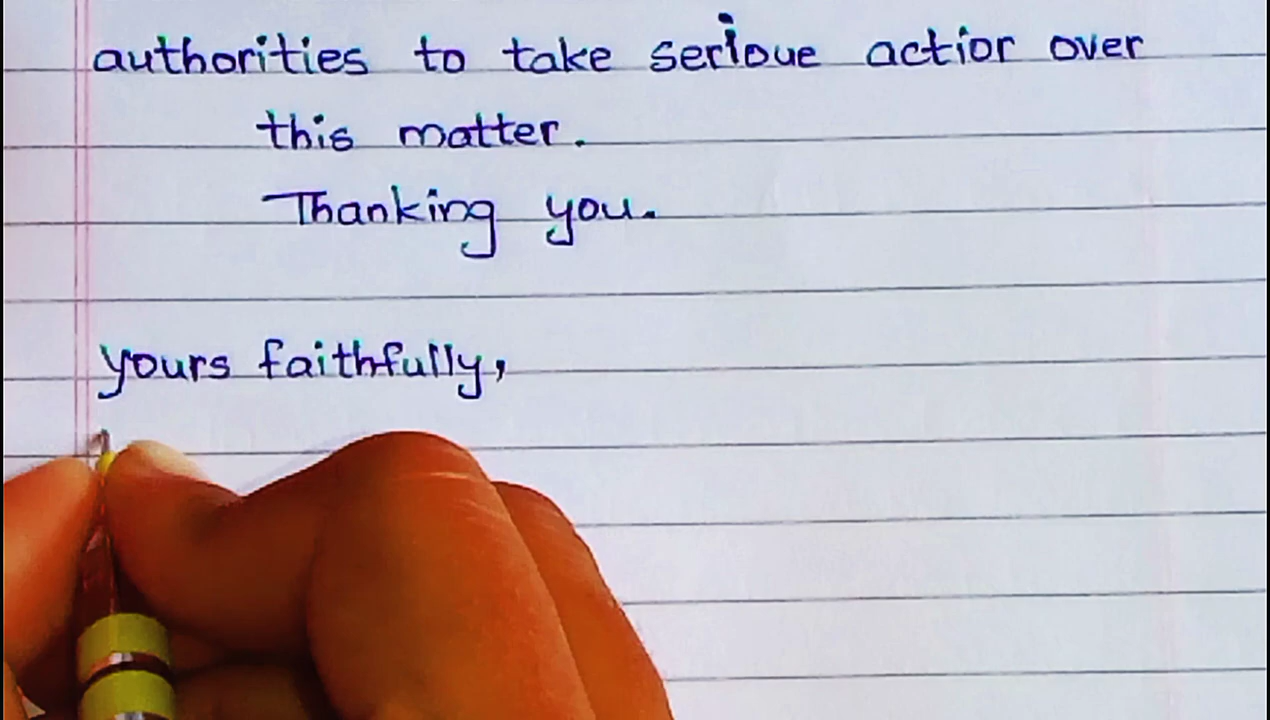 authorities to take serioue actior over
this matter.
Thanking you.
yours faithfully,